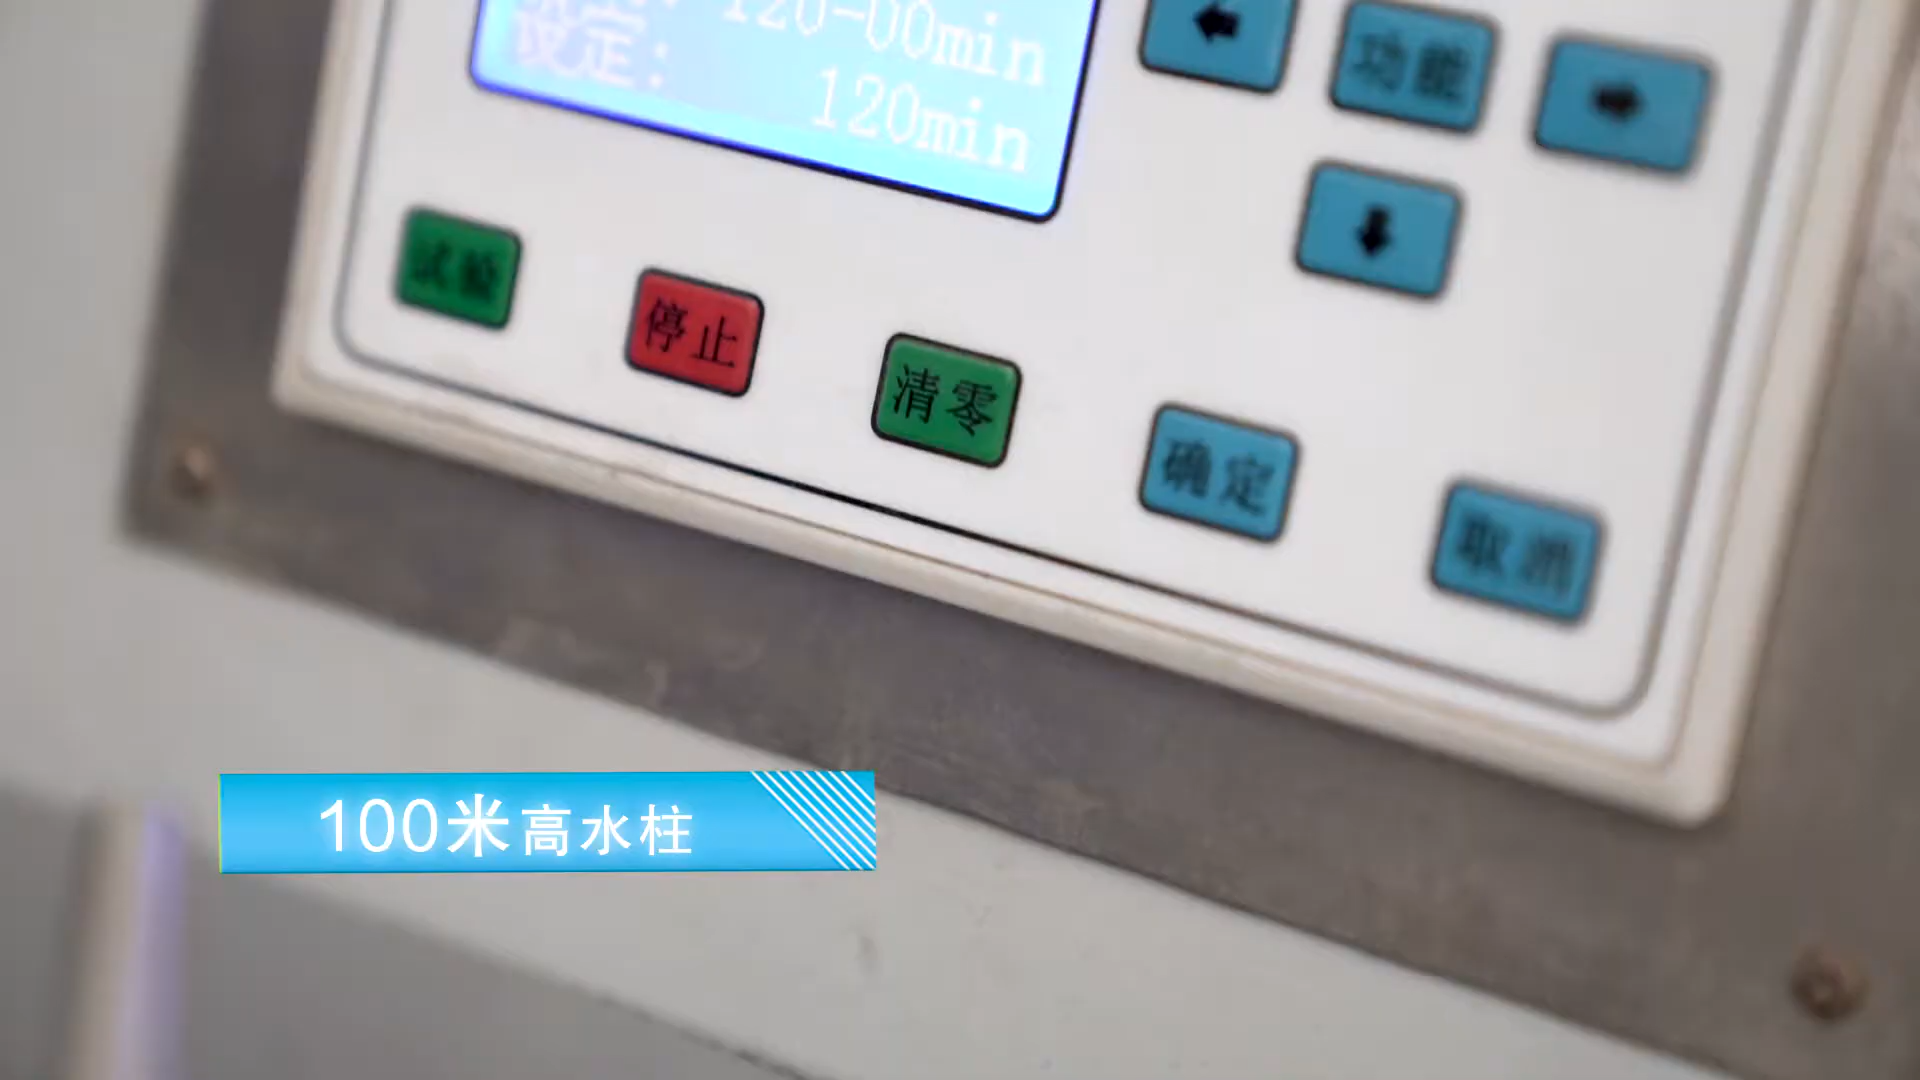 120-00min
设定:
120min
功能
试验
停止
清零
确定
取消
100米高水柱